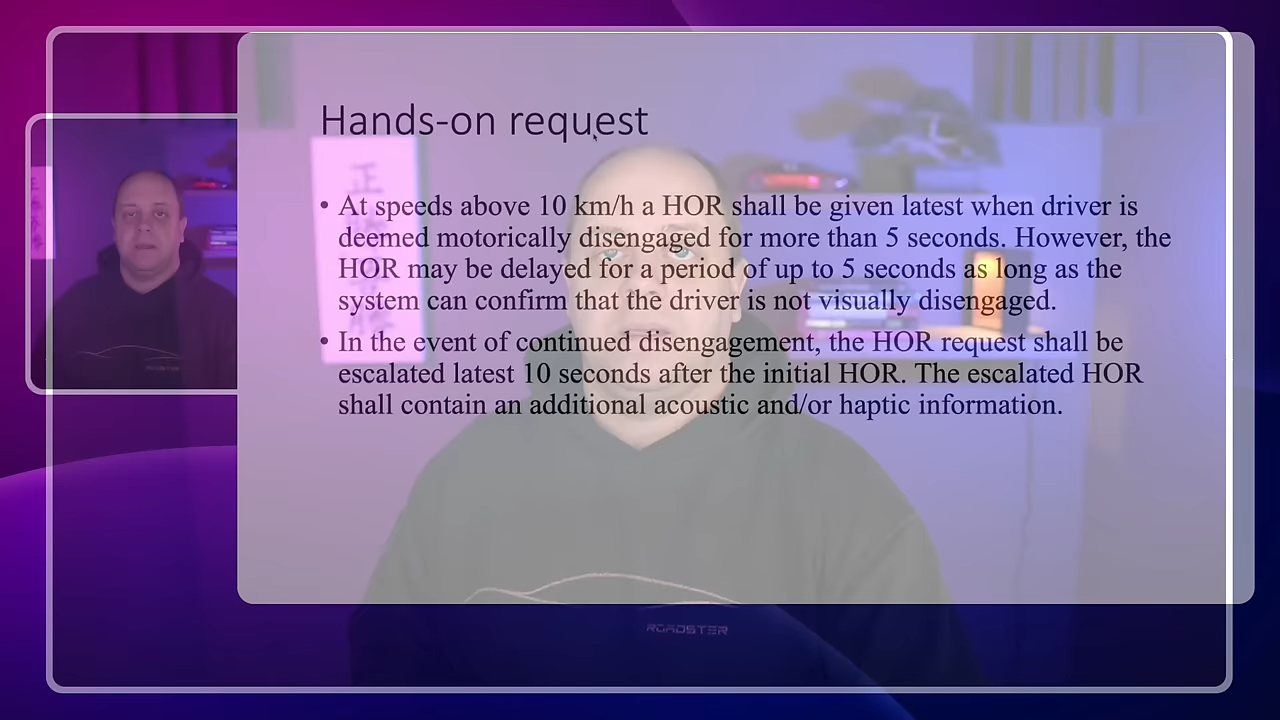 Hands-on request
• At speeds above 10 km/h a HOR shall be given latest when driver is
deemed motorically disengaged for more than 5 seconds. However, the
HOR may be delayed for a period of up to 5 seconds as long as the
system can confirm that the driver is not visually disengaged.
• In the event of continued disengagement, the HOR request shall be
escalated latest 10 seconds after the initial HOR. The escalated HOR
shall contain an additional acoustic and/or haptic information.
正
ROADSTER